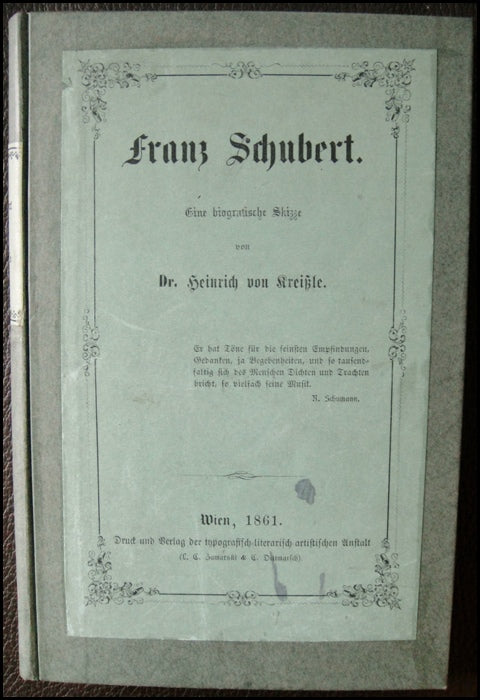 Franz Schubert.
Eine biografische Skizze
von
Dr. Heinrich von Kreißle.
Er hat Töne für die feinsten Empfindungen,
Gedanken, ja Begebenheiten, und so tausend-
faltig sich des Menschen Dichten und Trachten
bricht, so vielfach seine Musik.
R. Schumann.
Wien, 1861.
Druck und Verlag der typografisch-literarisch artistischen Anstalt
(L. C. Zamarski & C. Dittmarsch).